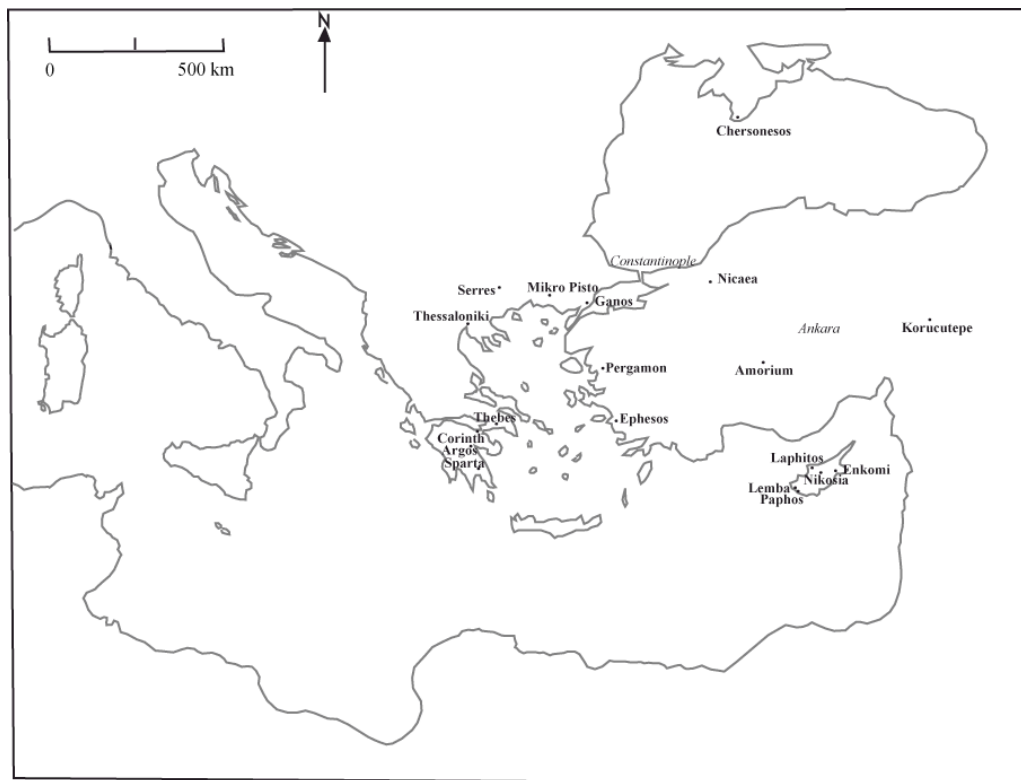 N
0 500 km
Chersonesos
Constantinople
Nicaea
Serres
Mikro Pisto
Ganos
Thessaloniki
Ankara
Korucutepe
Pergamon
Amorium
Thebes
Ephesos
Corinth
Argos
Sparta
Laphitos
Enkomi
Nikosia
Lemba
Paphos